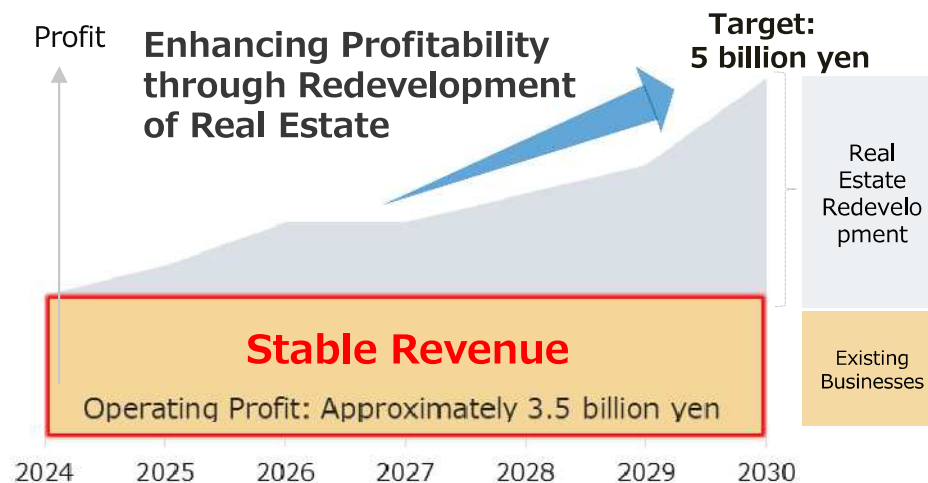 Profit
Enhancing Profitability
through Redevelopment
of Real Estate
Target:
5 billion yen
Real
Estate
Redevelo
pment
Stable Revenue
Operating Profit: Approximately 3.5 billion yen
Existing
Businesses
2024 2025 2026 2027 2028 2029 2030